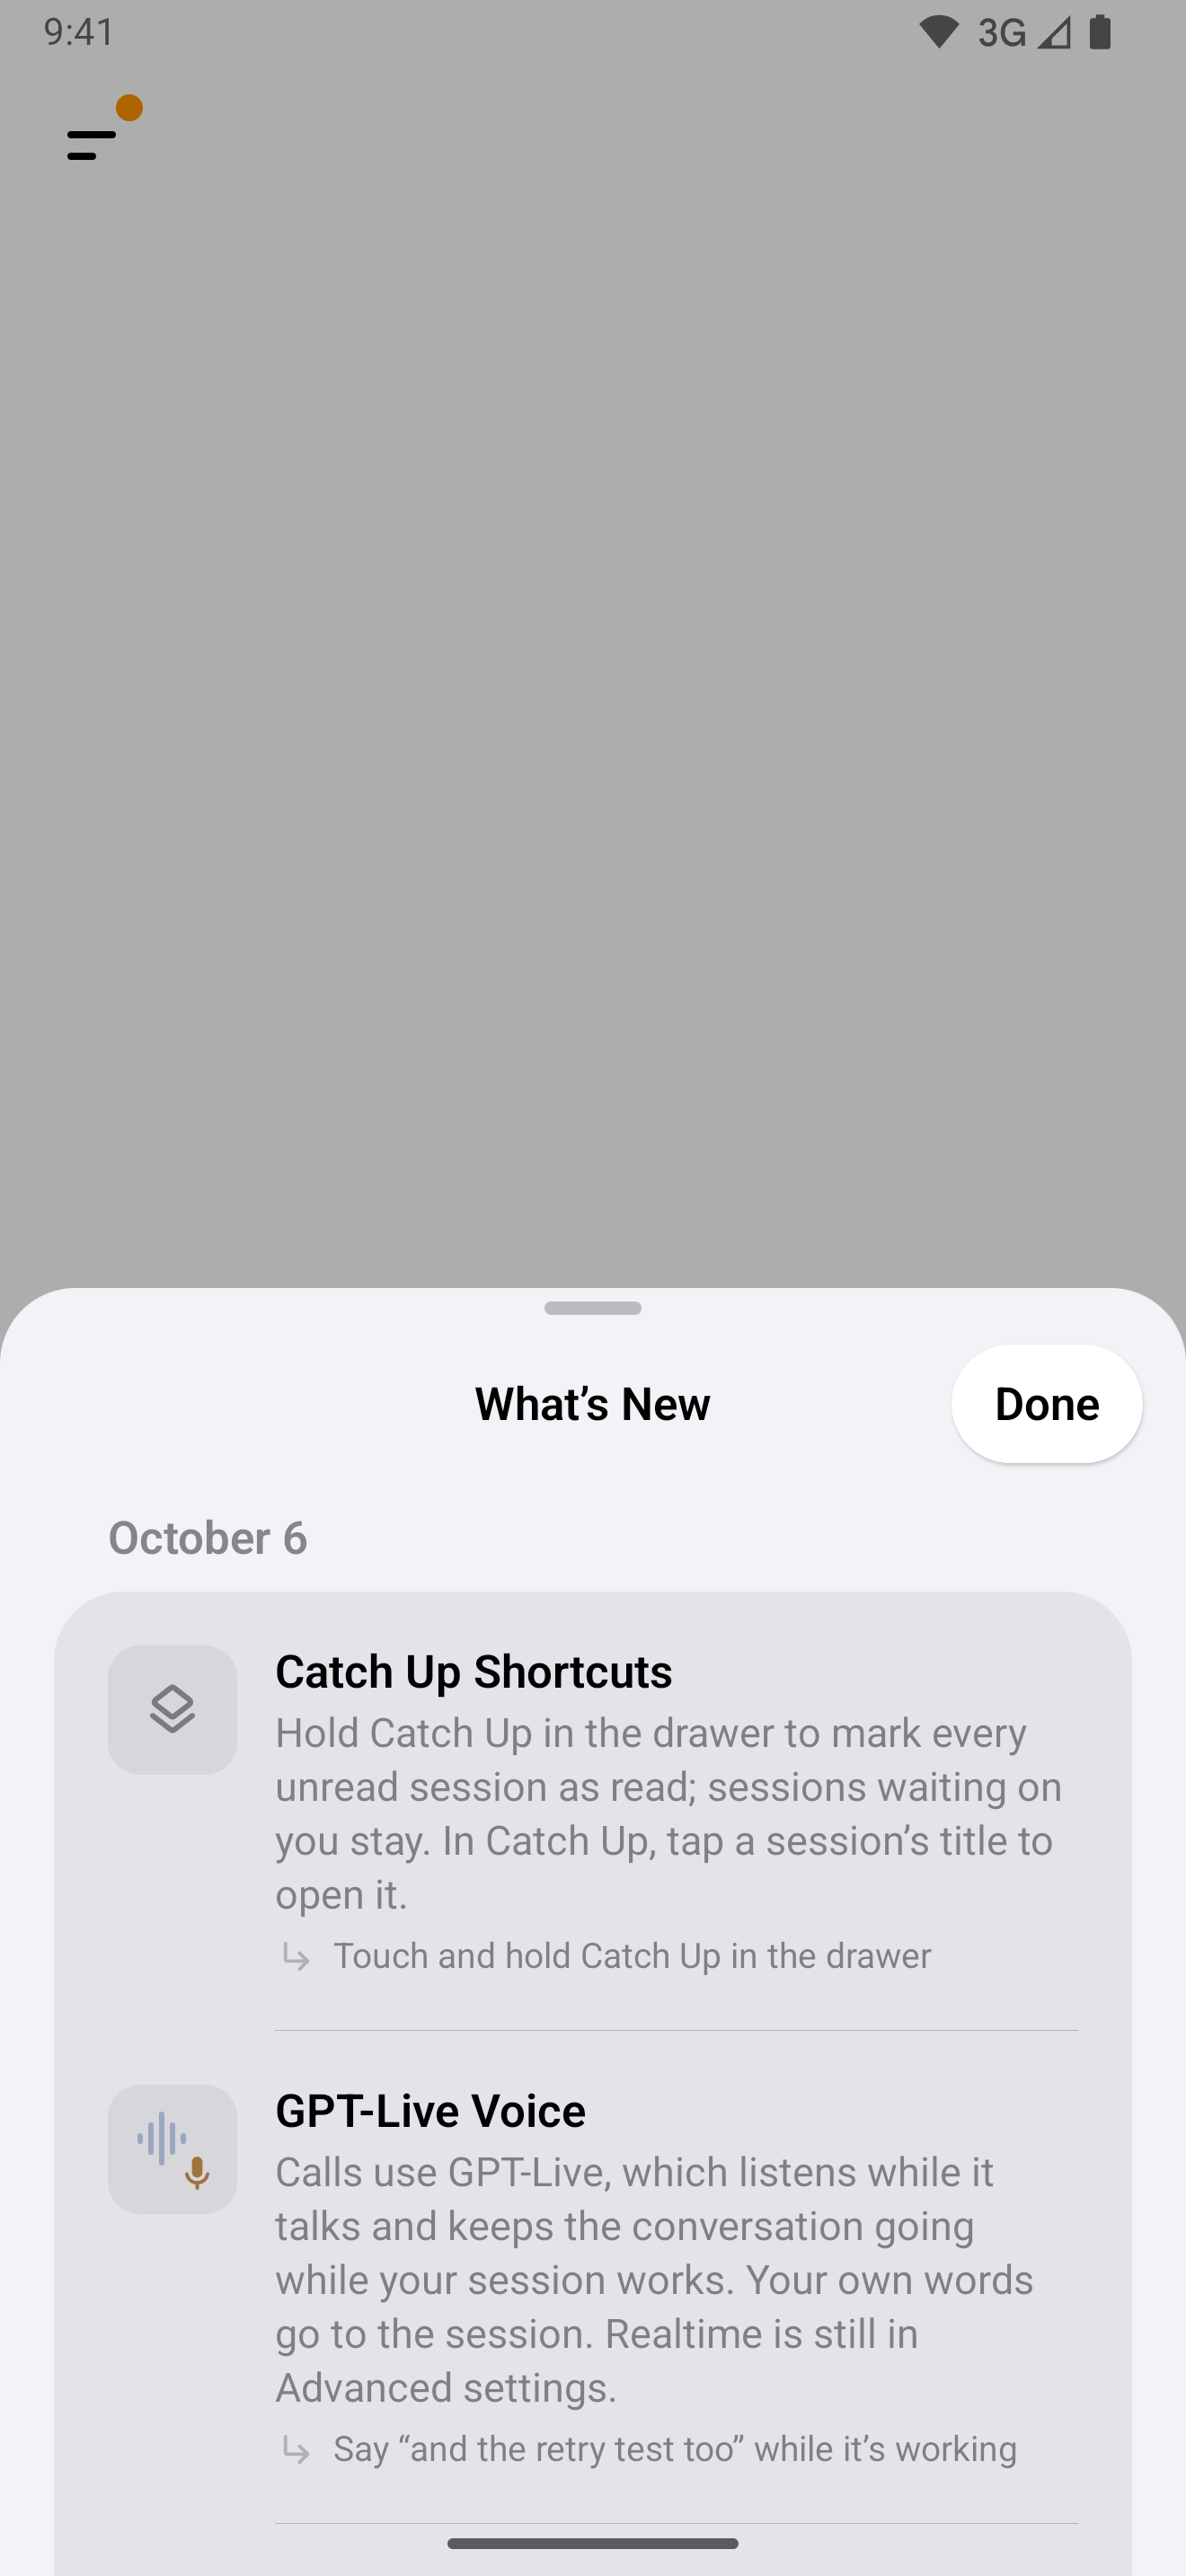 9:41
3G
What’s New
Done
October 6
Catch Up Shortcuts
Hold Catch Up in the drawer to mark every
unread session as read; sessions waiting on
you stay. In Catch Up, tap a session’s title to
open it.
Touch and hold Catch Up in the drawer
GPT-Live Voice
Calls use GPT-Live, which listens while it
talks and keeps the conversation going
while your session works. Your own words
go to the session. Realtime is still in
Advanced settings.
Say “and the retry test too” while it’s working